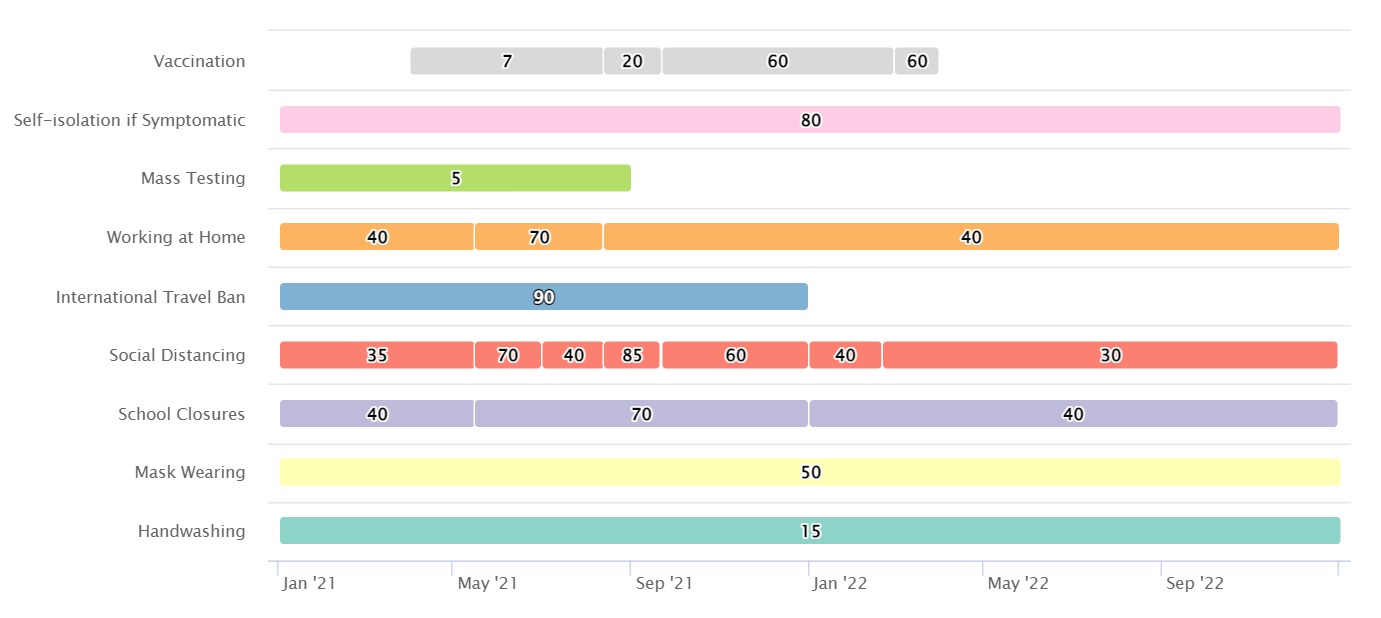 Vaccination 7 20 60 60
Self-isolation if Symptomatic 80
Mass Testing 5
Working at Home 40 70 40
International Travel Ban 90
Social Distancing 35 70 40 85 60 40 30
School Closures 40 70 40
Mask Wearing 50
Handwashing 15
Jan '21 May '21 Sep '21 Jan '22 May '22 Sep '22